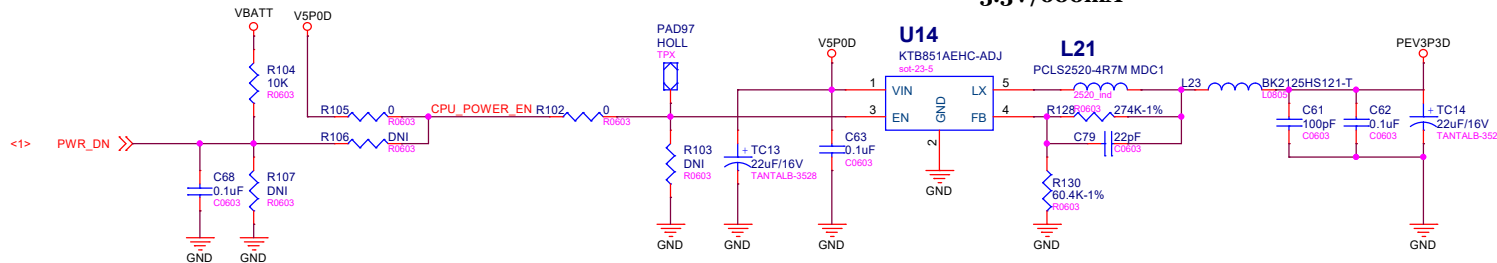 VBATT
V5P0D
R104
10K
R0603
R105
0
R0603
CPU_POWER_EN
R102
0
R0603
R106
DNI
R0603
<1>
PWR_DN
C68
0.1uF
C0603
R107
DNI
R0603
GND
GND
PAD97
HOLL
TPX
R103
DNI
R0603
GND
TC13
22uF/16V
TANTALB-3528
GND
V5P0D
C63
0.1uF
C0603
GND
U14
KTB851AEHC-ADJ
sot-23-5
1
VIN
LX
5
3
EN
FB
4
GND
2
GND
L21
PCLS2520-4R7M MDC1
2520_ind
R128
R0603
274K-1%
C79
22pF
C0603
R130
60.4K-1%
R0603
GND
L23
BK2125HS121-T
L0805
C61
100pF
C0603
C62
0.1uF
C0603
GND
PEV3P3D
TC14
22uF/16V
TANTALB-352
GND